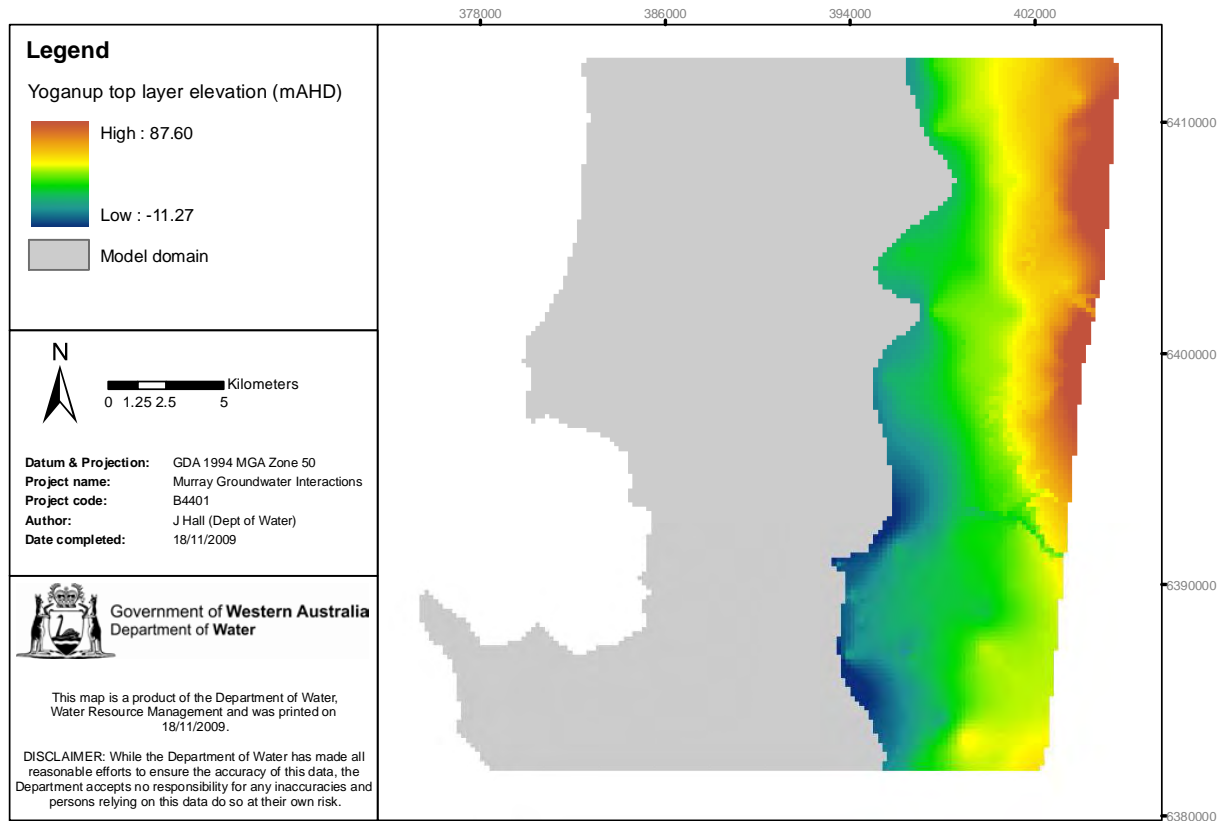 378000 386000 394000 402000
Legend
Yoganup top layer elevation (mAHD)
High : 87.60
Low : -11.27
Model domain
6410000
6400000
6390000
6380000
N
Kilometers
0 1.25 2.5 5
Datum & Projection: GDA 1994 MGA Zone 50
Project name: Murray Groundwater Interactions
Project code: B4401
Author: J Hall (Dept of Water)
Date completed: 18/11/2009
Government of Western Australia
Department of Water
This map is a product of the Department of Water,
Water Resource Management and was printed on
18/11/2009.
DISCLAIMER: While the Department of Water has made all
reasonable efforts to ensure the accuracy of this data, the
Department accepts no responsibility for any inaccuracies and
persons relying on this data do so at their own risk.